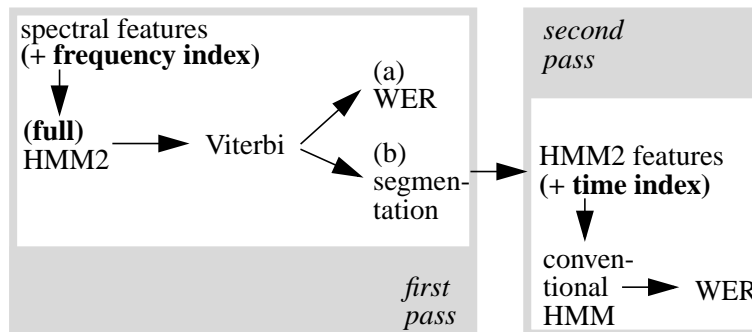 spectral features
(+ frequency index)
(full)
HMM2
Viterbi
(a)
WER
(b)
segmen-
tation
first
pass
second
pass
HMM2 features
(+ time index)
conven-
tional
HMM
WER